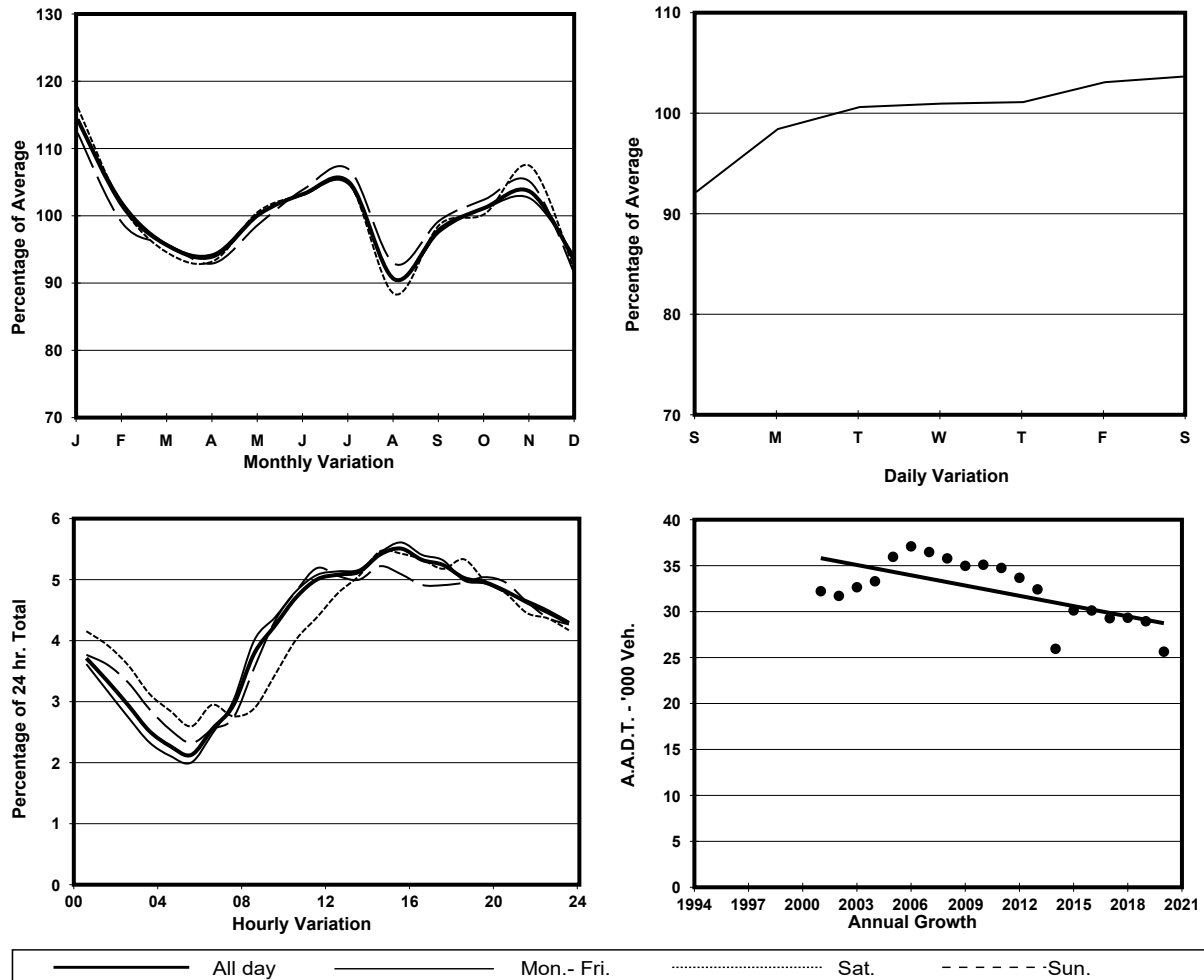 Percentage of Average
130
120
110
100
90
80
70
J F M A M J J A S O N D
Monthly Variation
Percentage of Average
110
100
90
80
70
S M T W T F S
Daily Variation
Percentage of 24 hr. Total
6
5
4
3
2
1
0
00 04 08 12 16 20 24
Hourly Variation
A.A.D.T. - '000 Veh.
40
35
30
25
20
15
10
5
0
1994 1997 2000 2003 2006 2009 2012 2015 2018 2021
Annual Growth
All day Mon.- Fri. Sat. Sun.